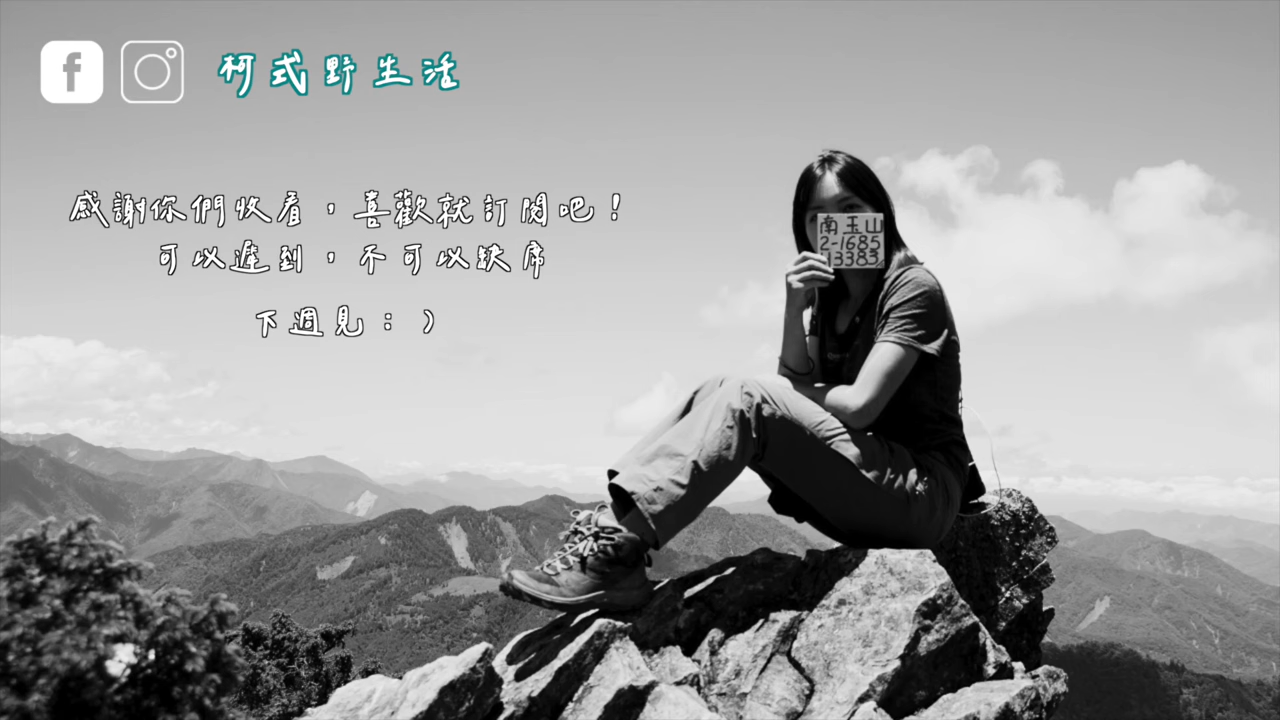 f
柯式野生活
感謝你們收看，喜歡就訂閱吧！
可以遲到，不可以缺席
下週見：）
南玉山
2-1685
13383